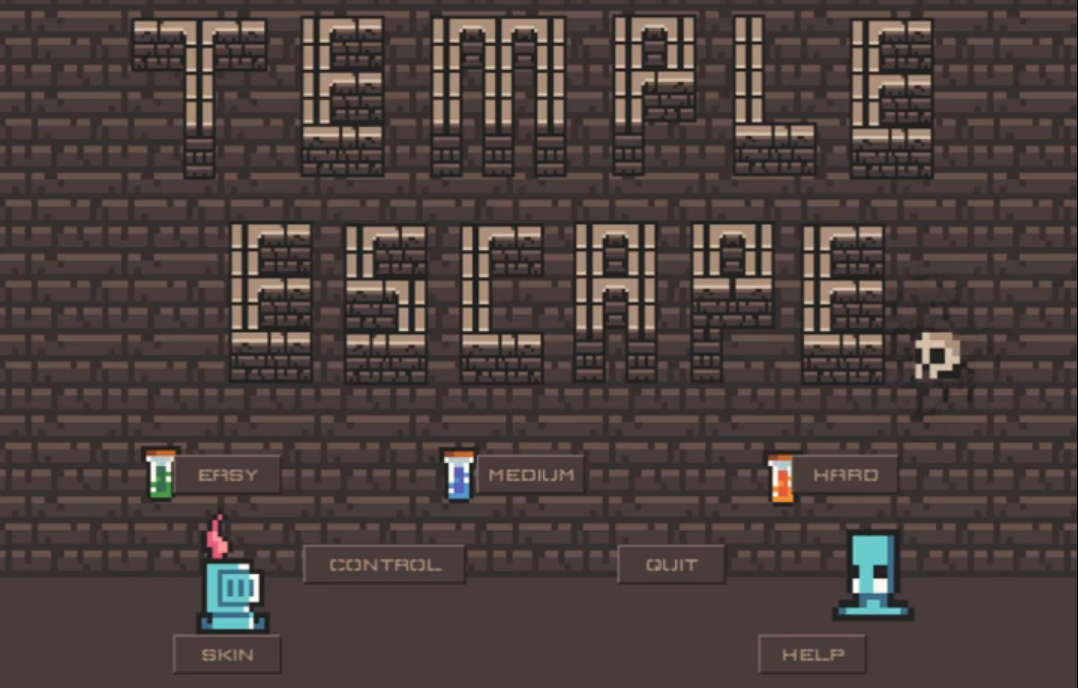 TEMPLE
ESCAPE
EASY
MEDIUM
HARD
CONTROL
QUIT
SKIN
HELP